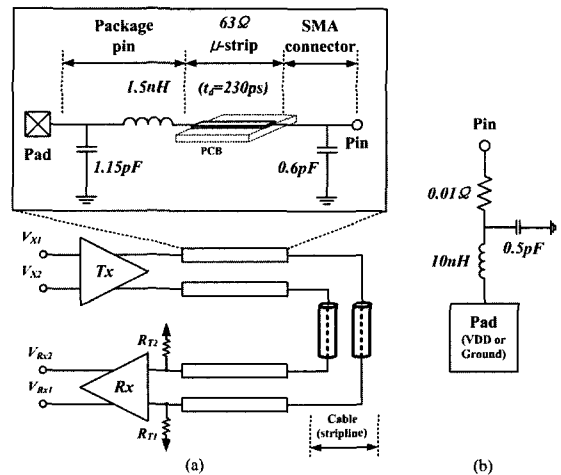 Package
pin
63Ω
μ-strip
SMA
connector
1.5nH
(t_d=230ps)
Pad
PCB
Pin
1.15pF
0.6pF
V_X1
V_X2
Tx
V_Rx2
V_Rx1
Rx
R_T2
R_T1
Cable
(stripline)
(a)
Pin
0.01Ω
0.5pF
10nH
Pad
(VDD or
Ground)
(b)